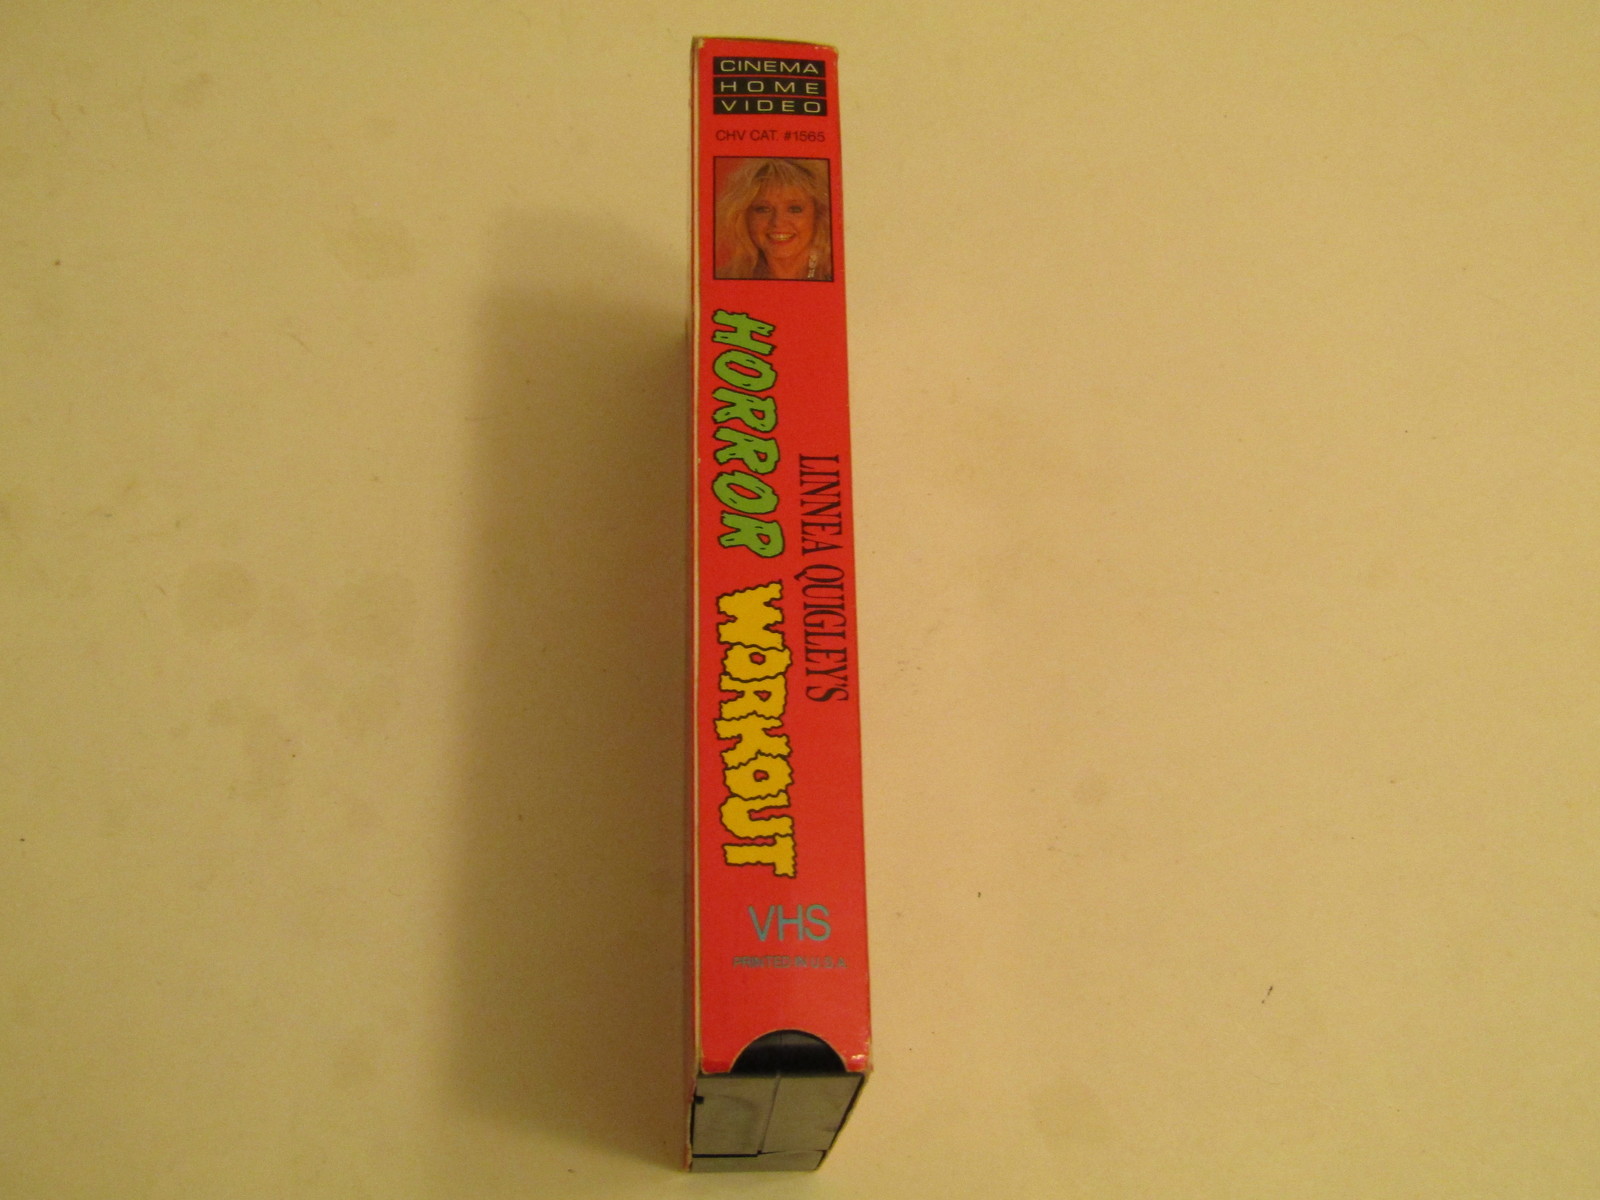 CINEMA
HOME
VIDEO
CHV CAT. #1565
LINNEA QUIGLEY'S
HORROR WORKOUT
VHS
PRINTED IN U.S.A.